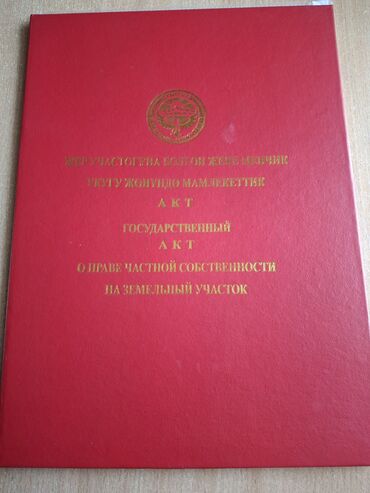 ЖЕР УЧАСТОГУНА БОЛГОН ЖЕКЕ МЕНЧИК
УКУГУ ЖӨНҮНДӨ МАМЛЕКЕТТИК
АКТ
ГОСУДАРСТВЕННЫЙ
АКТ
О ПРАВЕ ЧАСТНОЙ СОБСТВЕННОСТИ
НА ЗЕМЕЛЬНЫЙ УЧАСТОК